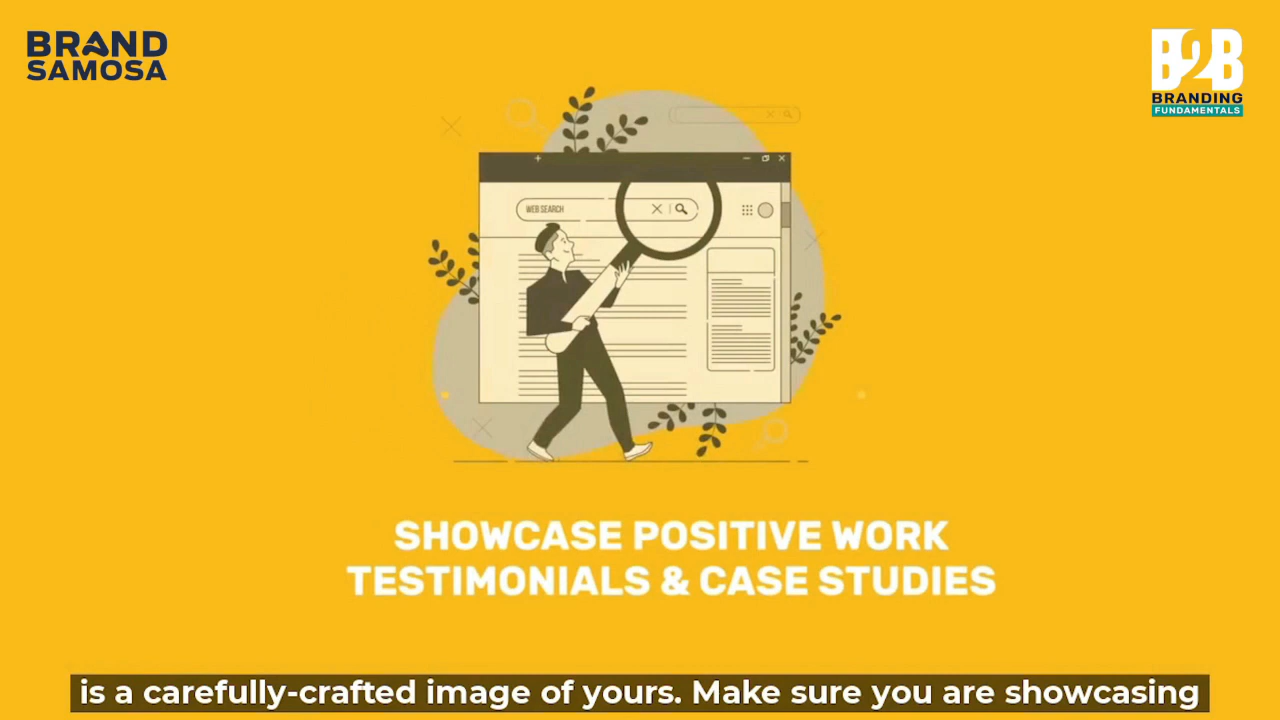 BRAND
SAMOSA
B2B
BRANDING
FUNDAMENTALS
WEB SEARCH
SHOWCASE POSITIVE WORK
TESTIMONIALS & CASE STUDIES
is a carefully-crafted image of yours. Make sure you are showcasing